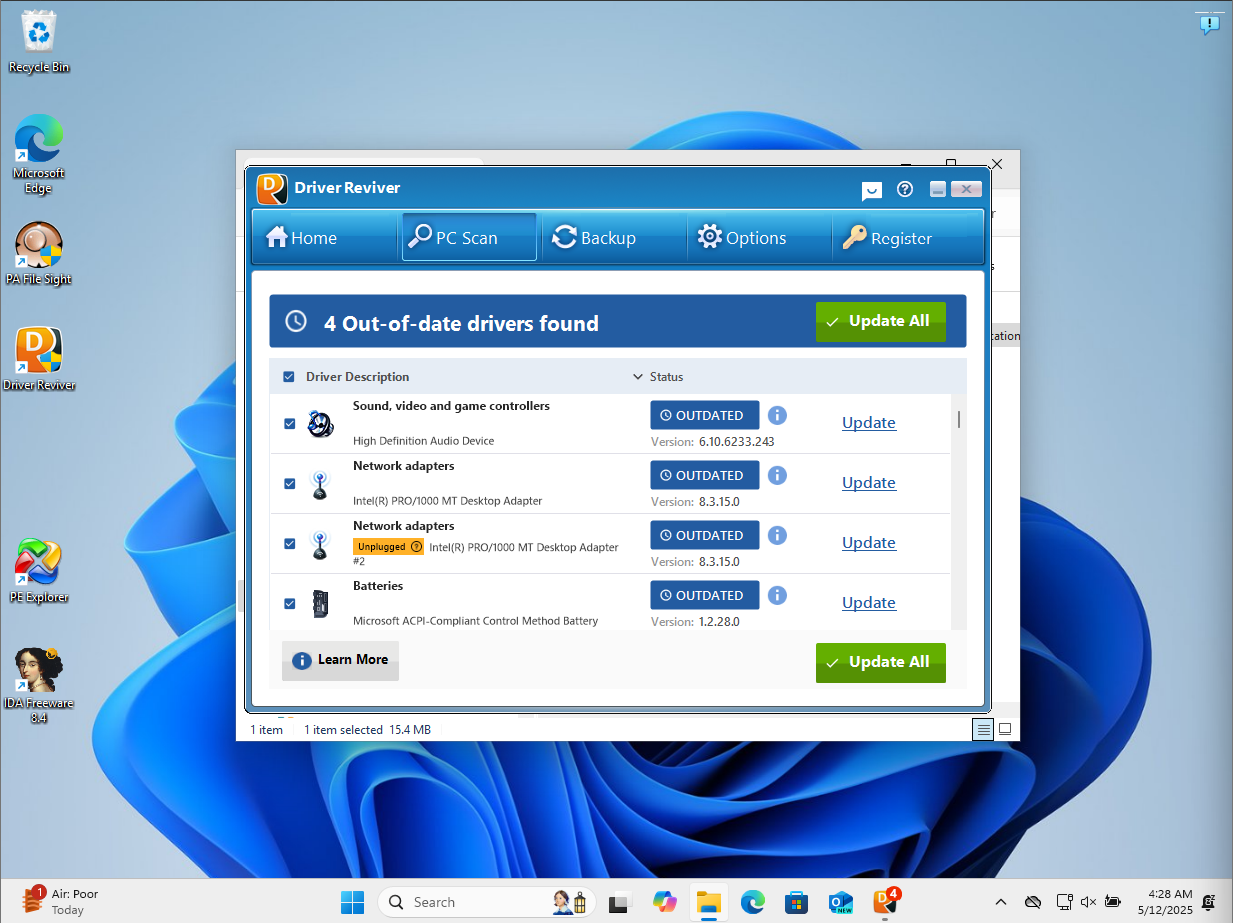 Recycle Bin
Microsoft
Edge
PA File Sight
Driver Reviver
PE Explorer
IDA Freeware
8.4
Driver Reviver
Home
PC Scan
Backup
Options
Register
4 Out-of-date drivers found
Update All
Driver Description
Status
Sound, video and game controllers
High Definition Audio Device
OUTDATED
Version: 6.10.6233.243
Update
Network adapters
Intel(R) PRO/1000 MT Desktop Adapter
OUTDATED
Version: 8.3.15.0
Update
Network adapters
Unplugged Intel(R) PRO/1000 MT Desktop Adapter
#2
OUTDATED
Version: 8.3.15.0
Update
Batteries
Microsoft ACPI-Compliant Control Method Battery
OUTDATED
Version: 1.2.28.0
Update
Learn More
Update All
1 item
1 item selected 15.4 MB
1
Air: Poor
Today
Search
NEW
4
4:28 AM
5/12/2025